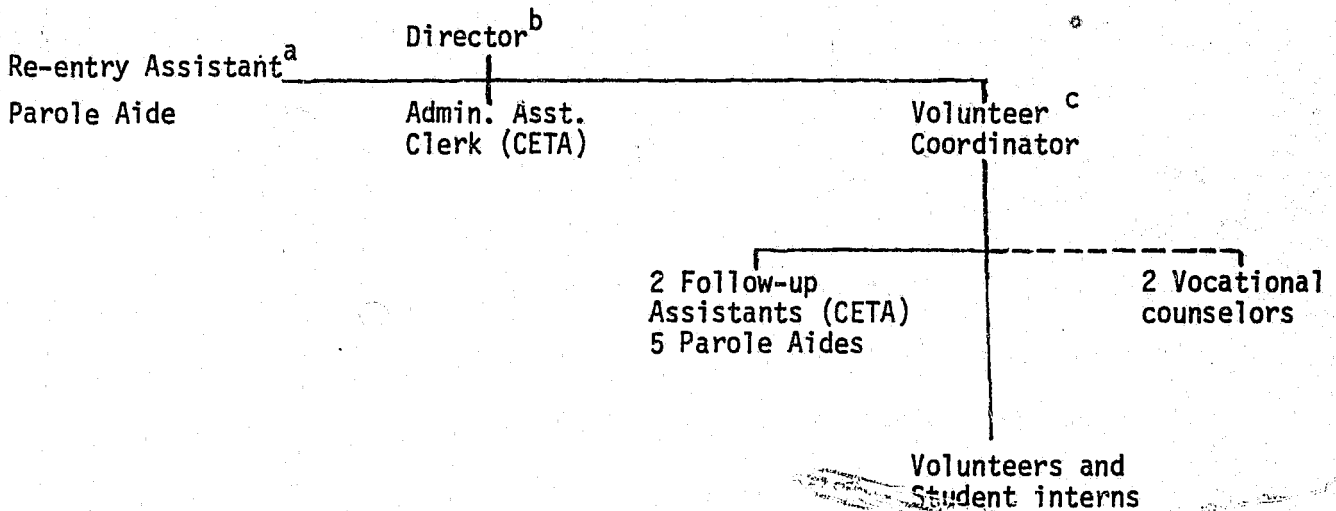 Director^b
Re-entry Assistant^a
Parole Aide
Admin. Asst.
Clerk (CETA)
Volunteer ^c
Coordinator
2 Follow-up
Assistants (CETA)
5 Parole Aides
2 Vocational
counselors
Volunteers and
Student interns